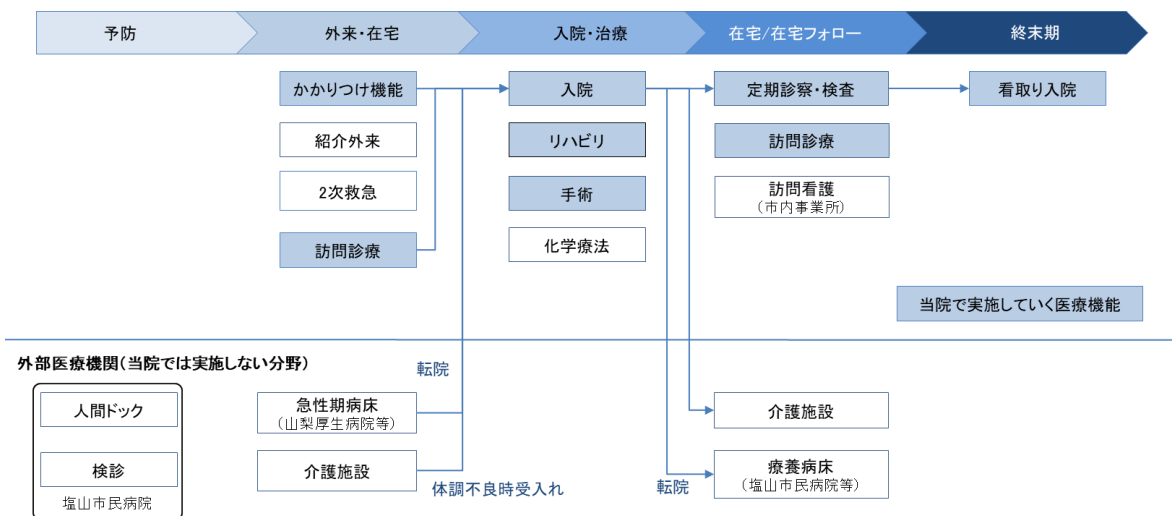 予防
外来・在宅
入院・治療
在宅/在宅フォロー
終末期
かかりつけ機能
入院
定期診察・検査
看取り入院
紹介外来
リハビリ
訪問診療
2次救急
手術
訪問看護
(市内事業所)
訪問診療
化学療法
当院で実施していく医療機能
外部医療機関(当院では実施しない分野)
転院
人間ドック
急性期病床
(山梨厚生病院等)
介護施設
検診
介護施設
療養病床
(塩山市民病院等)
体調不良時受入れ
転院
塩山市民病院